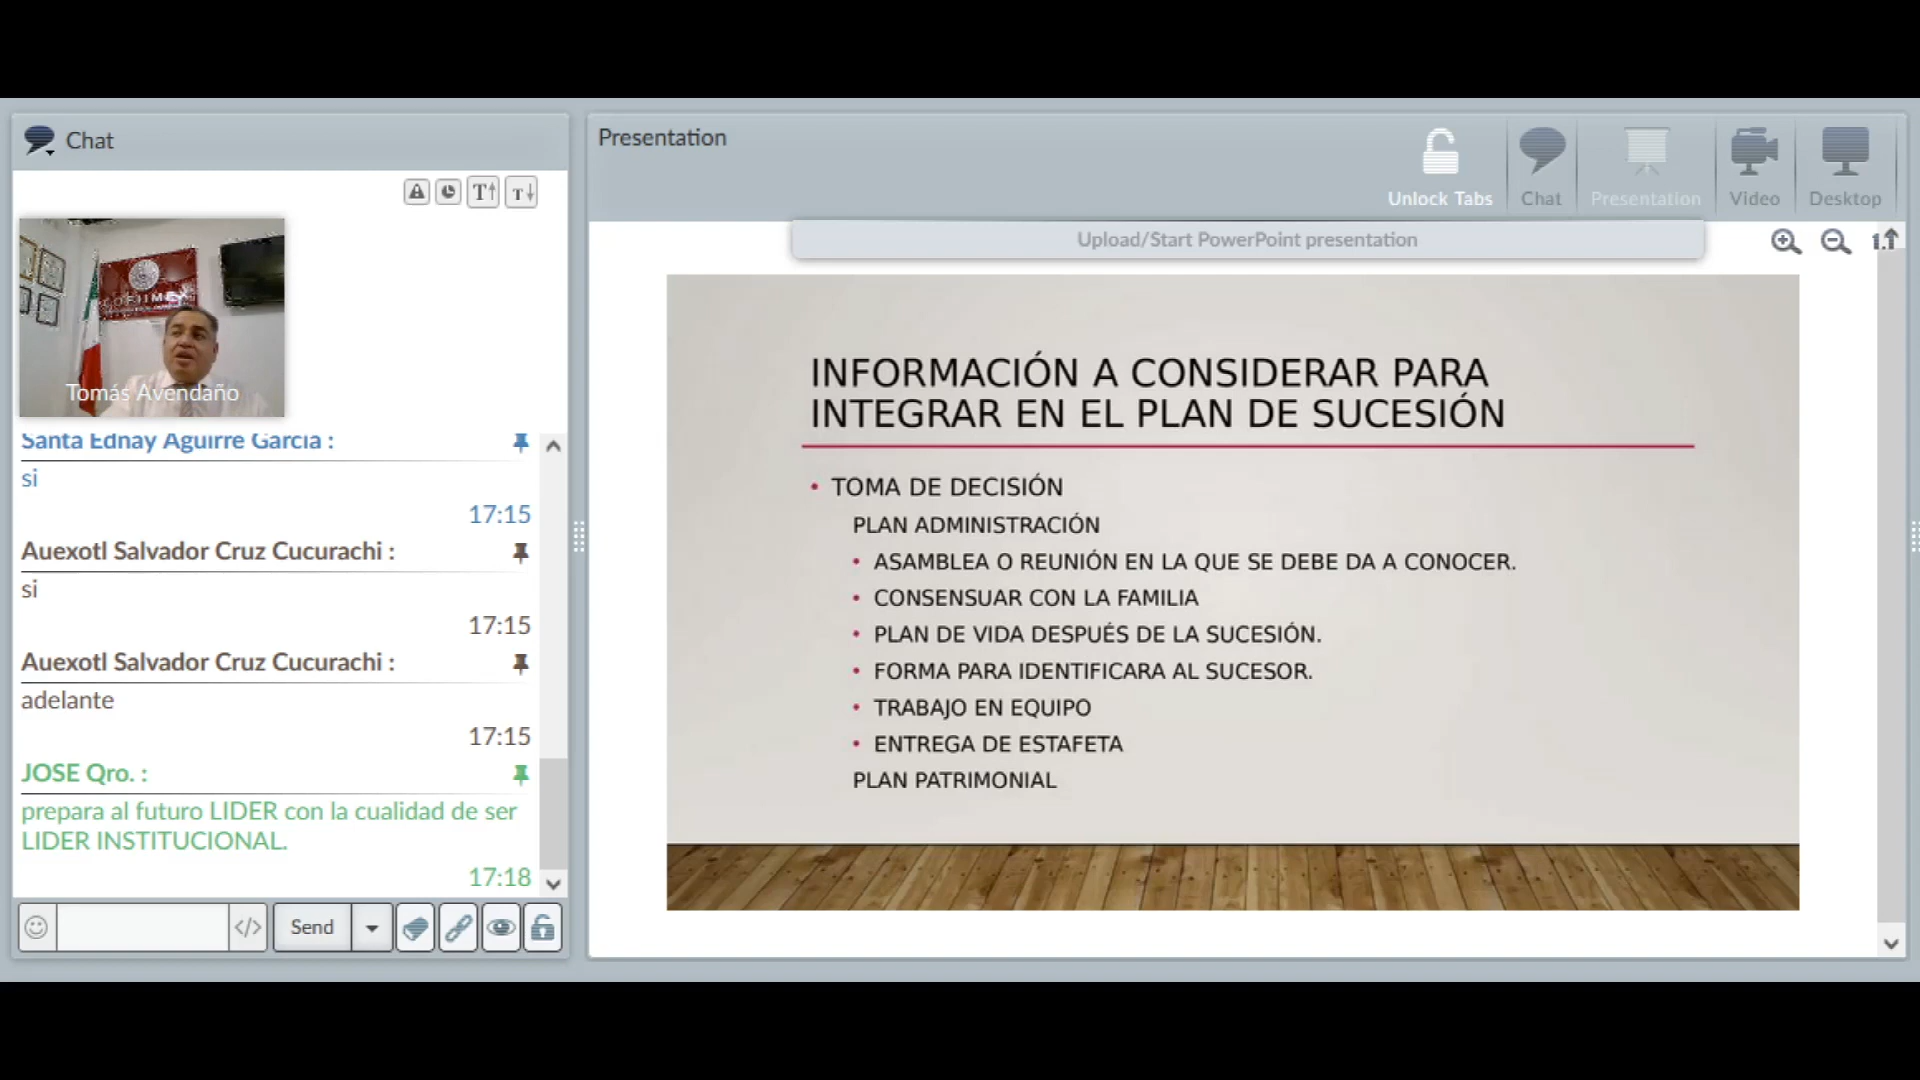 Chat
COFIIMEX
Tomás Avendaño
Santa Ednay Aguirre Garcia :
si
17:15
Auexotl Salvador Cruz Cucurachi :
si
17:15
Auexotl Salvador Cruz Cucurachi :
adelante
17:15
JOSE Qro. :
prepara al futuro LIDER con la cualidad de ser
LIDER INSTITUCIONAL.
17:18
Send
Presentation
Unlock Tabs
Chat
Presentation
Video
Desktop
Upload/Start PowerPoint presentation
INFORMACIÓN A CONSIDERAR PARA
INTEGRAR EN EL PLAN DE SUCESIÓN
• TOMA DE DECISIÓN
PLAN ADMINISTRACIÓN
• ASAMBLEA O REUNIÓN EN LA QUE SE DEBE DA A CONOCER.
• CONSENSUAR CON LA FAMILIA
• PLAN DE VIDA DESPUÉS DE LA SUCESIÓN.
• FORMA PARA IDENTIFICARA AL SUCESOR.
• TRABAJO EN EQUIPO
• ENTREGA DE ESTAFETA
PLAN PATRIMONIAL